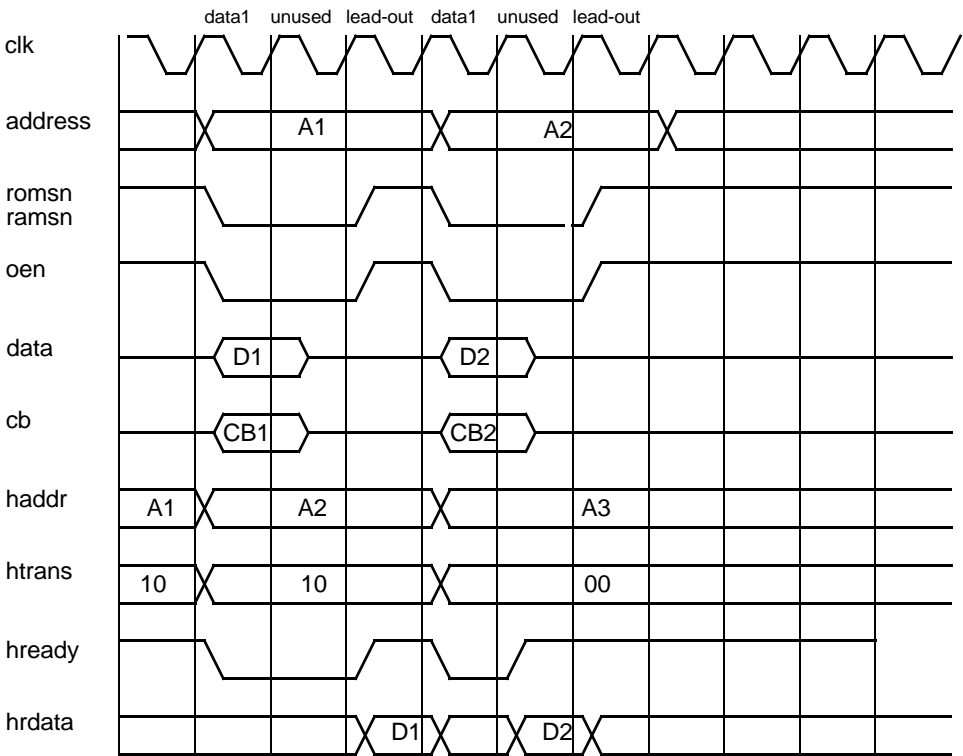 data1 unused lead-out data1 unused lead-out
clk
address A1 A2
romsn
ramsn
oen
data D1 D2
cb CB1 CB2
haddr A1 A2 A3
htrans 10 10 00
hready
hrdata D1 D2